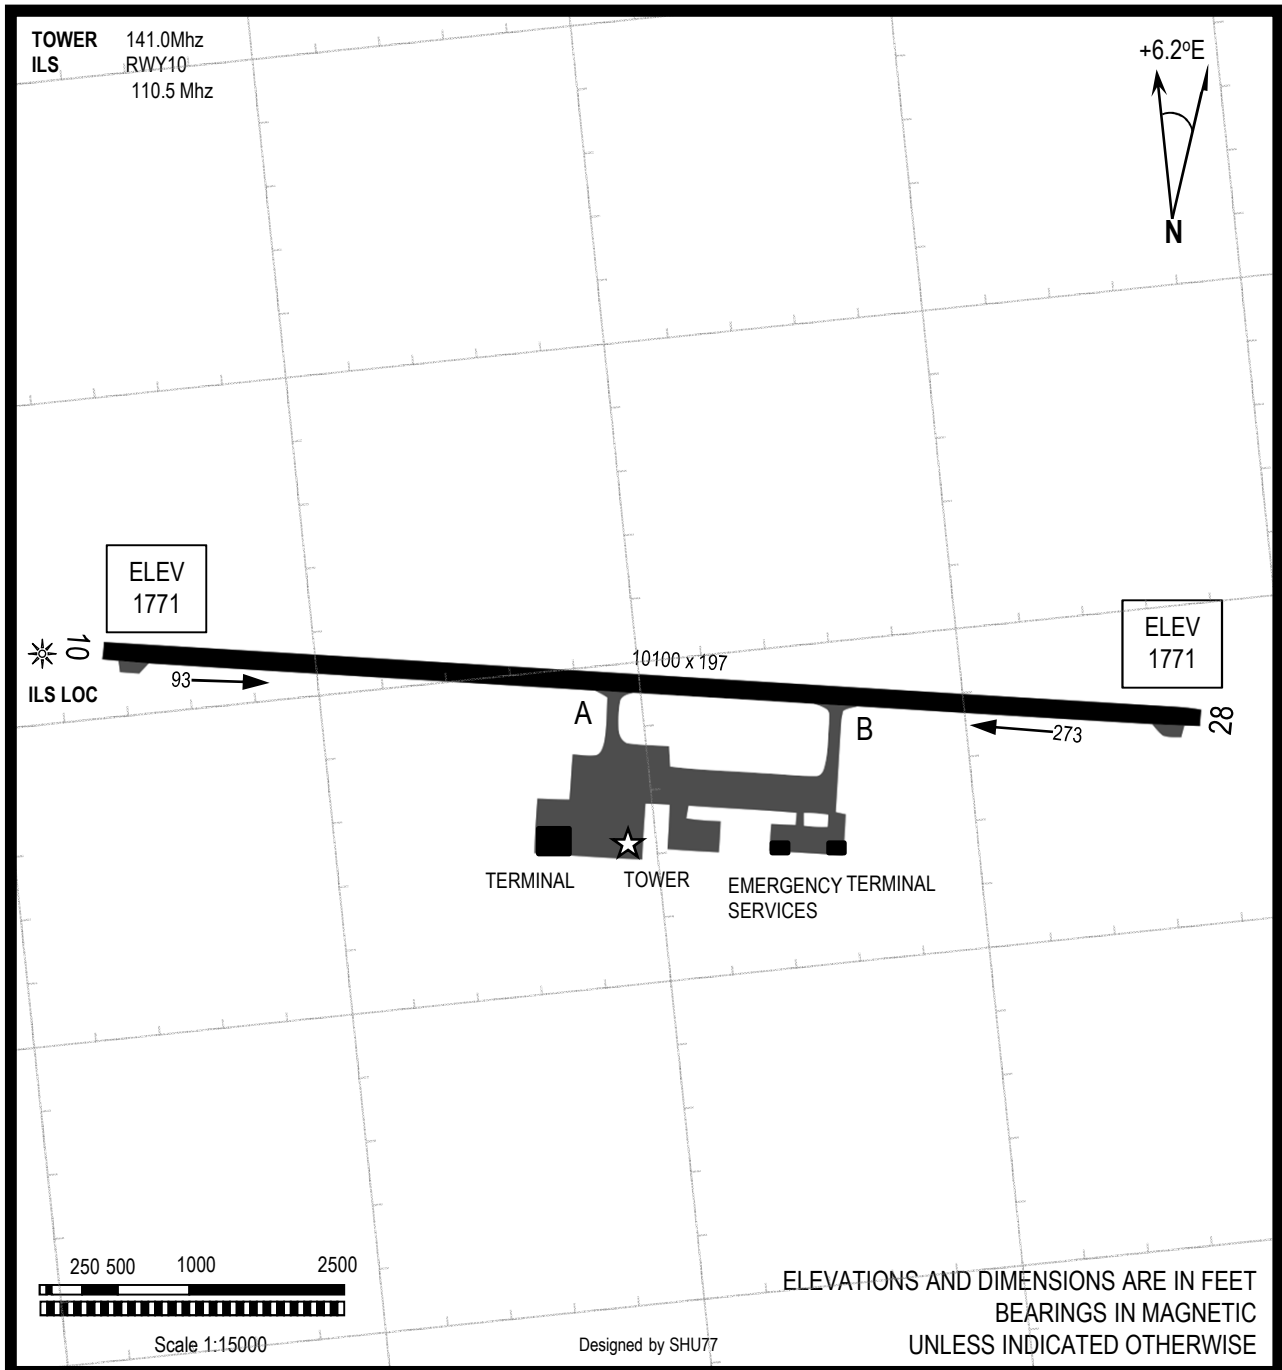 TOWER 141.0Mhz
ILS RWY10
110.5 Mhz
+6.2ºE
N
ELEV
1771
ELEV
1771
10
ILS LOC
93
10100 x 197
A
B
273
28
TERMINAL
TOWER
EMERGENCY
SERVICES
TERMINAL
250 500 1000 2500
Scale 1:15000
Designed by SHU77
ELEVATIONS AND DIMENSIONS ARE IN FEET
BEARINGS IN MAGNETIC
UNLESS INDICATED OTHERWISE